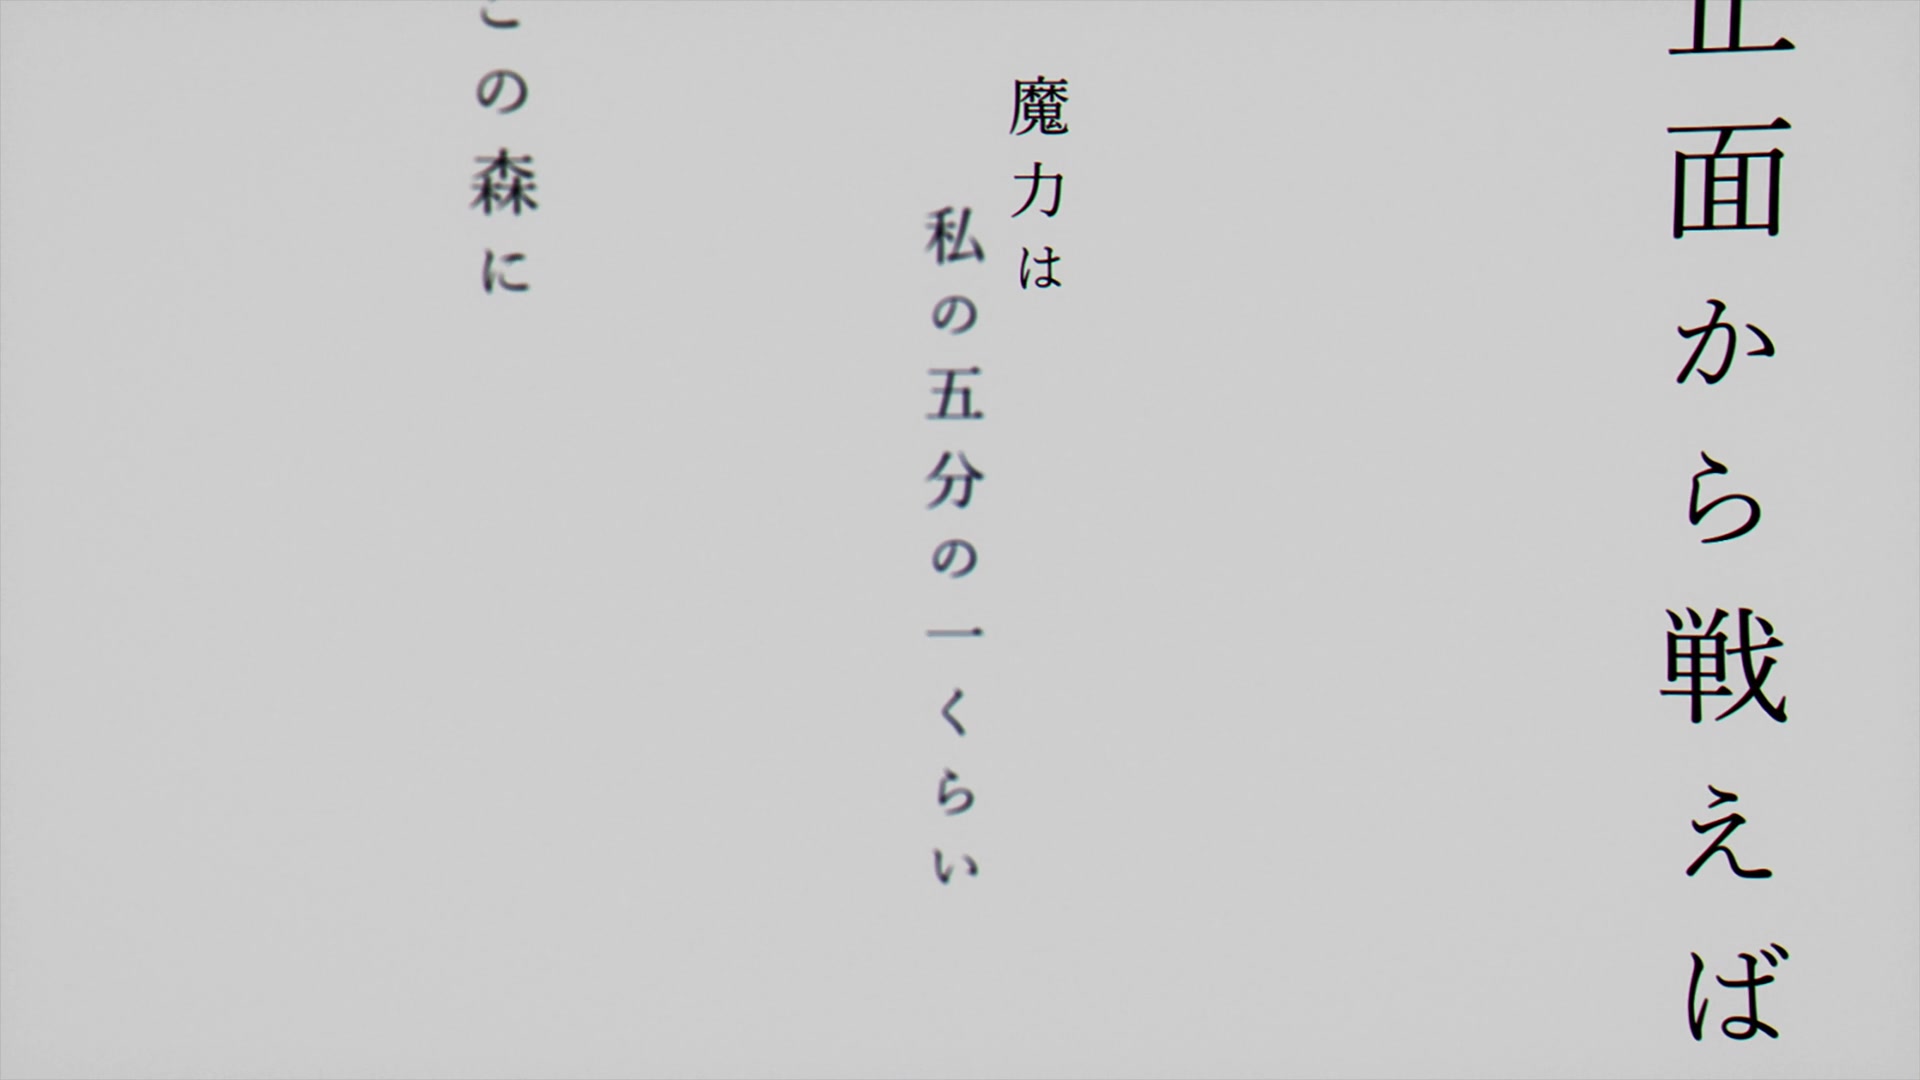 正面から戦えば
魔力は
私の五分の一くらい
この森に